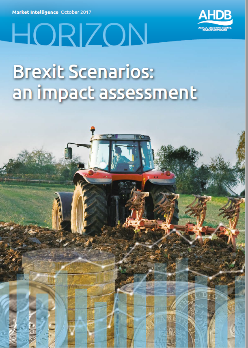 Market Intelligence October 2017
AHDB
HORIZON
Brexit Scenarios:
an impact assessment